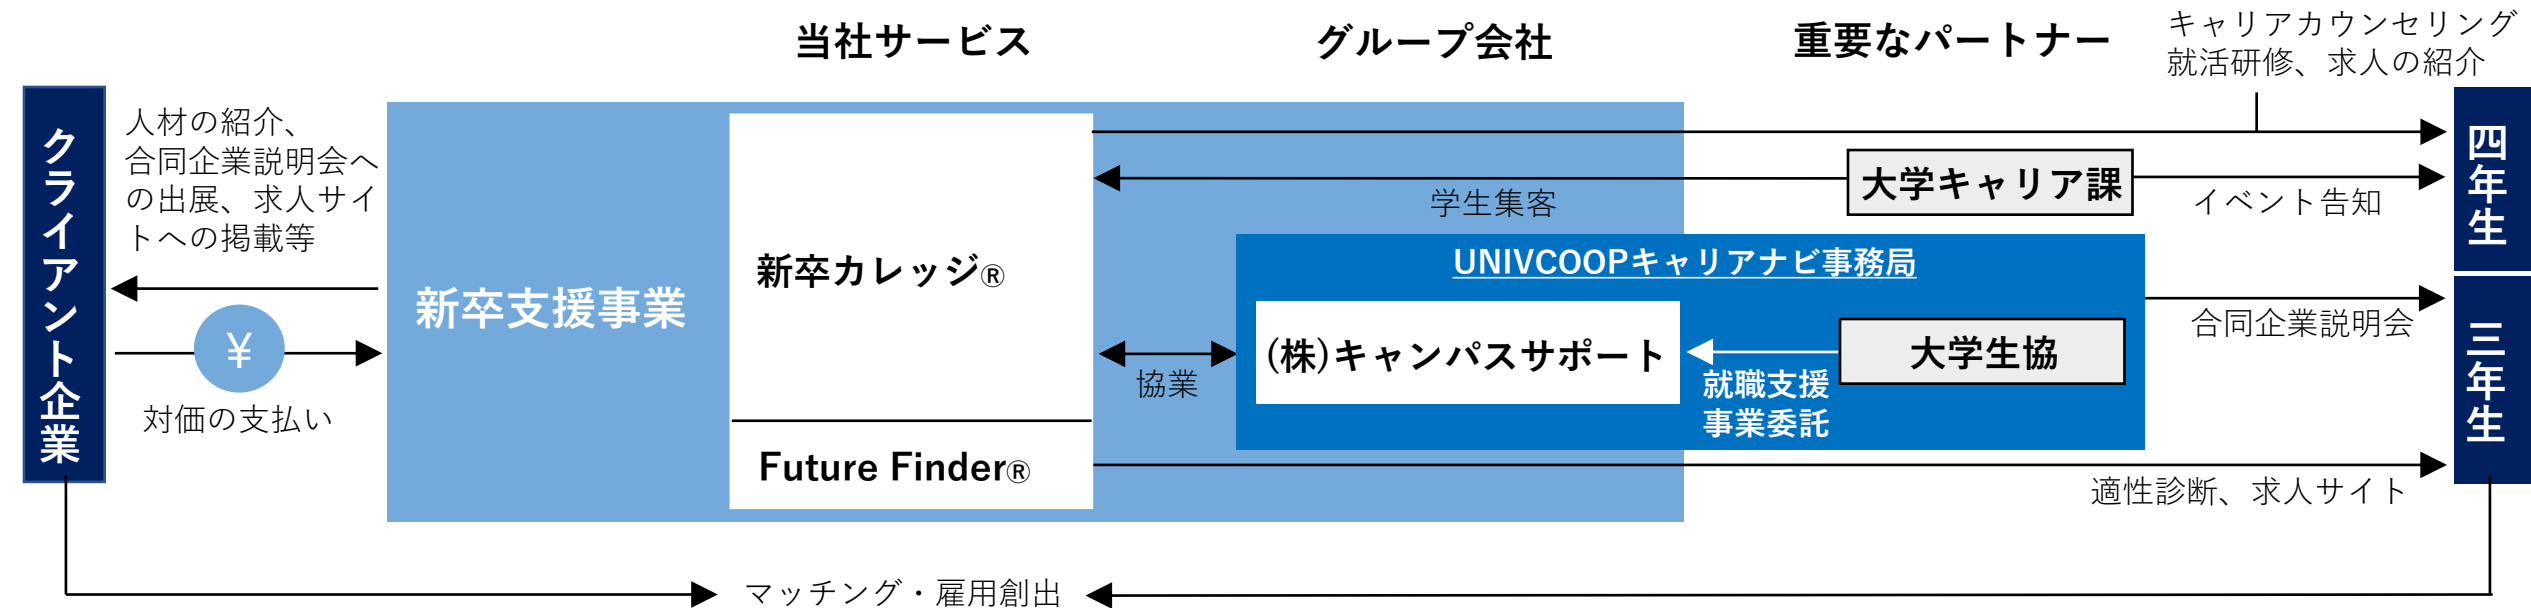 当社サービス
グループ会社
重要なパートナー
キャリアカウンセリング
就活研修、求人の紹介
クライアント企業
人材の紹介、
合同企業説明会へ
の出展、求人サイ
トへの掲載等
¥
対価の支払い
新卒支援事業
新卒カレッジ®
Future Finder®
学生集客
大学キャリア課
イベント告知
四年生
UNIVCOOPキャリアナビ事務局
(株)キャンパスサポート
協業
就職支援
事業委託
大学生協
合同企業説明会
三年生
適性診断、求人サイト
マッチング・雇用創出